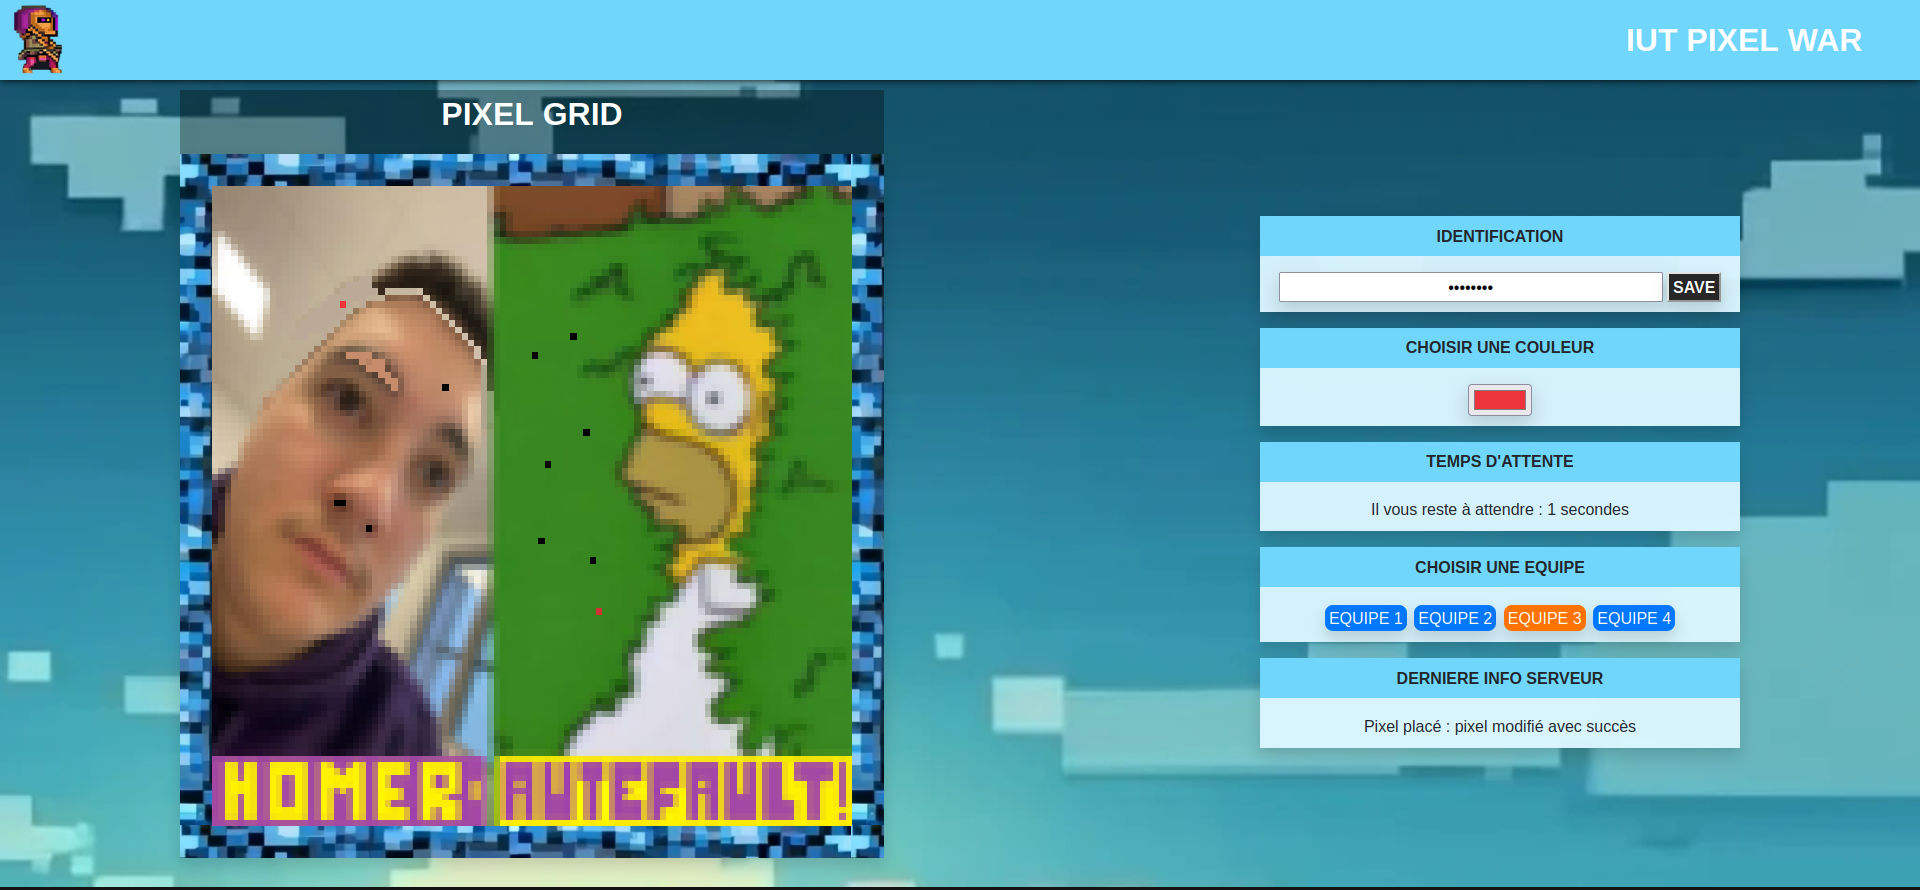 IUT PIXEL WAR
PIXEL GRID
HOMER AUTEFAULT!
IDENTIFICATION
SAVE
CHOISIR UNE COULEUR
TEMPS D'ATTENTE
Il vous reste à attendre : 1 secondes
CHOISIR UNE EQUIPE
EQUIPE 1 EQUIPE 2 EQUIPE 3 EQUIPE 4
DERNIERE INFO SERVEUR
Pixel placé : pixel modifié avec succès